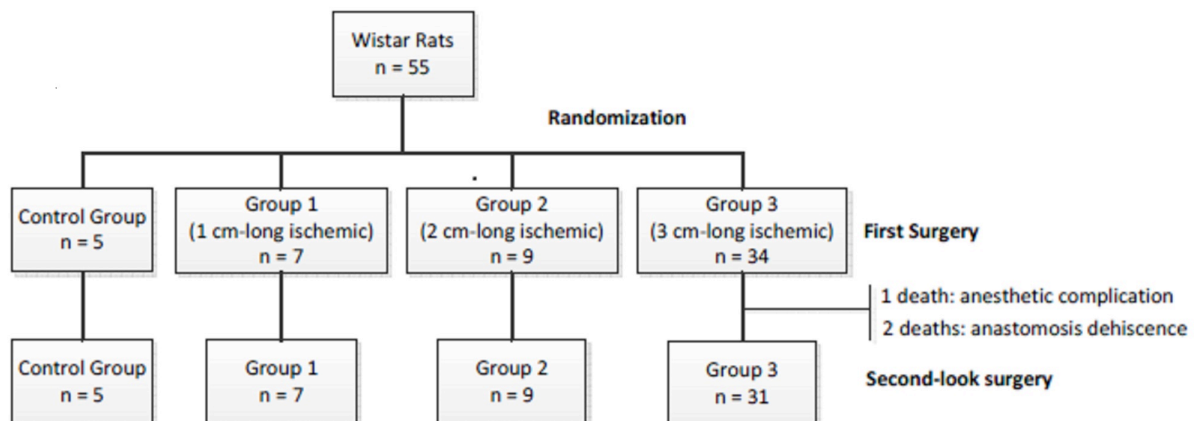 Wistar Rats
n = 55
Randomization
Control Group
n = 5
Group 1
(1 cm-long ischemic)
n = 7
Group 2
(2 cm-long ischemic)
n = 9
Group 3
(3 cm-long ischemic)
n = 34
First Surgery
1 death: anesthetic complication
2 deaths: anastomosis dehiscence
Control Group
n = 5
Group 1
n = 7
Group 2
n = 9
Group 3
n = 31
Second-look surgery